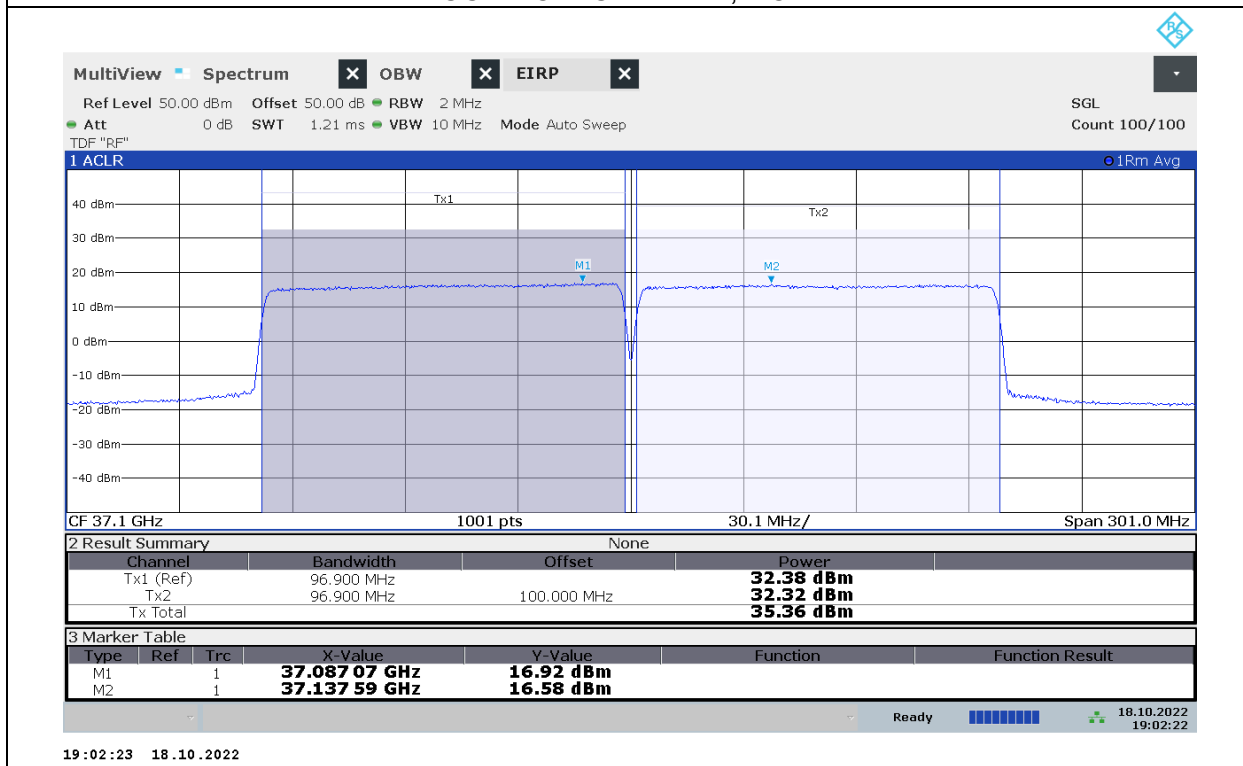 R&S
MultiView Spectrum X OBW X EIRP X
Ref Level 50.00 dBm Offset 50.00 dB RBW 2 MHz SGL
Att 0 dB SWT 1.21 ms VBW 10 MHz Mode Auto Sweep Count 100/100
TDF "RF"
1 ACLR 1Rm Avg
Tx1
40 dBm
Tx2
30 dBm
M1 M2
20 dBm
10 dBm
0 dBm
-10 dBm
-20 dBm
-30 dBm
-40 dBm
CF 37.1 GHz 1001 pts 30.1 MHz/ Span 301.0 MHz
2 Result Summary None
Channel Bandwidth Offset Power
Tx1 (Ref) 96.900 MHz 32.38 dBm
Tx2 96.900 MHz 100.000 MHz 32.32 dBm
Tx Total 35.36 dBm
3 Marker Table
Type Ref Trc X-Value Y-Value Function Function Result
M1 1 37.087 07 GHz 16.92 dBm
M2 1 37.137 59 GHz 16.58 dBm
Ready 18.10.2022
19:02:22
19:02:23 18.10.2022